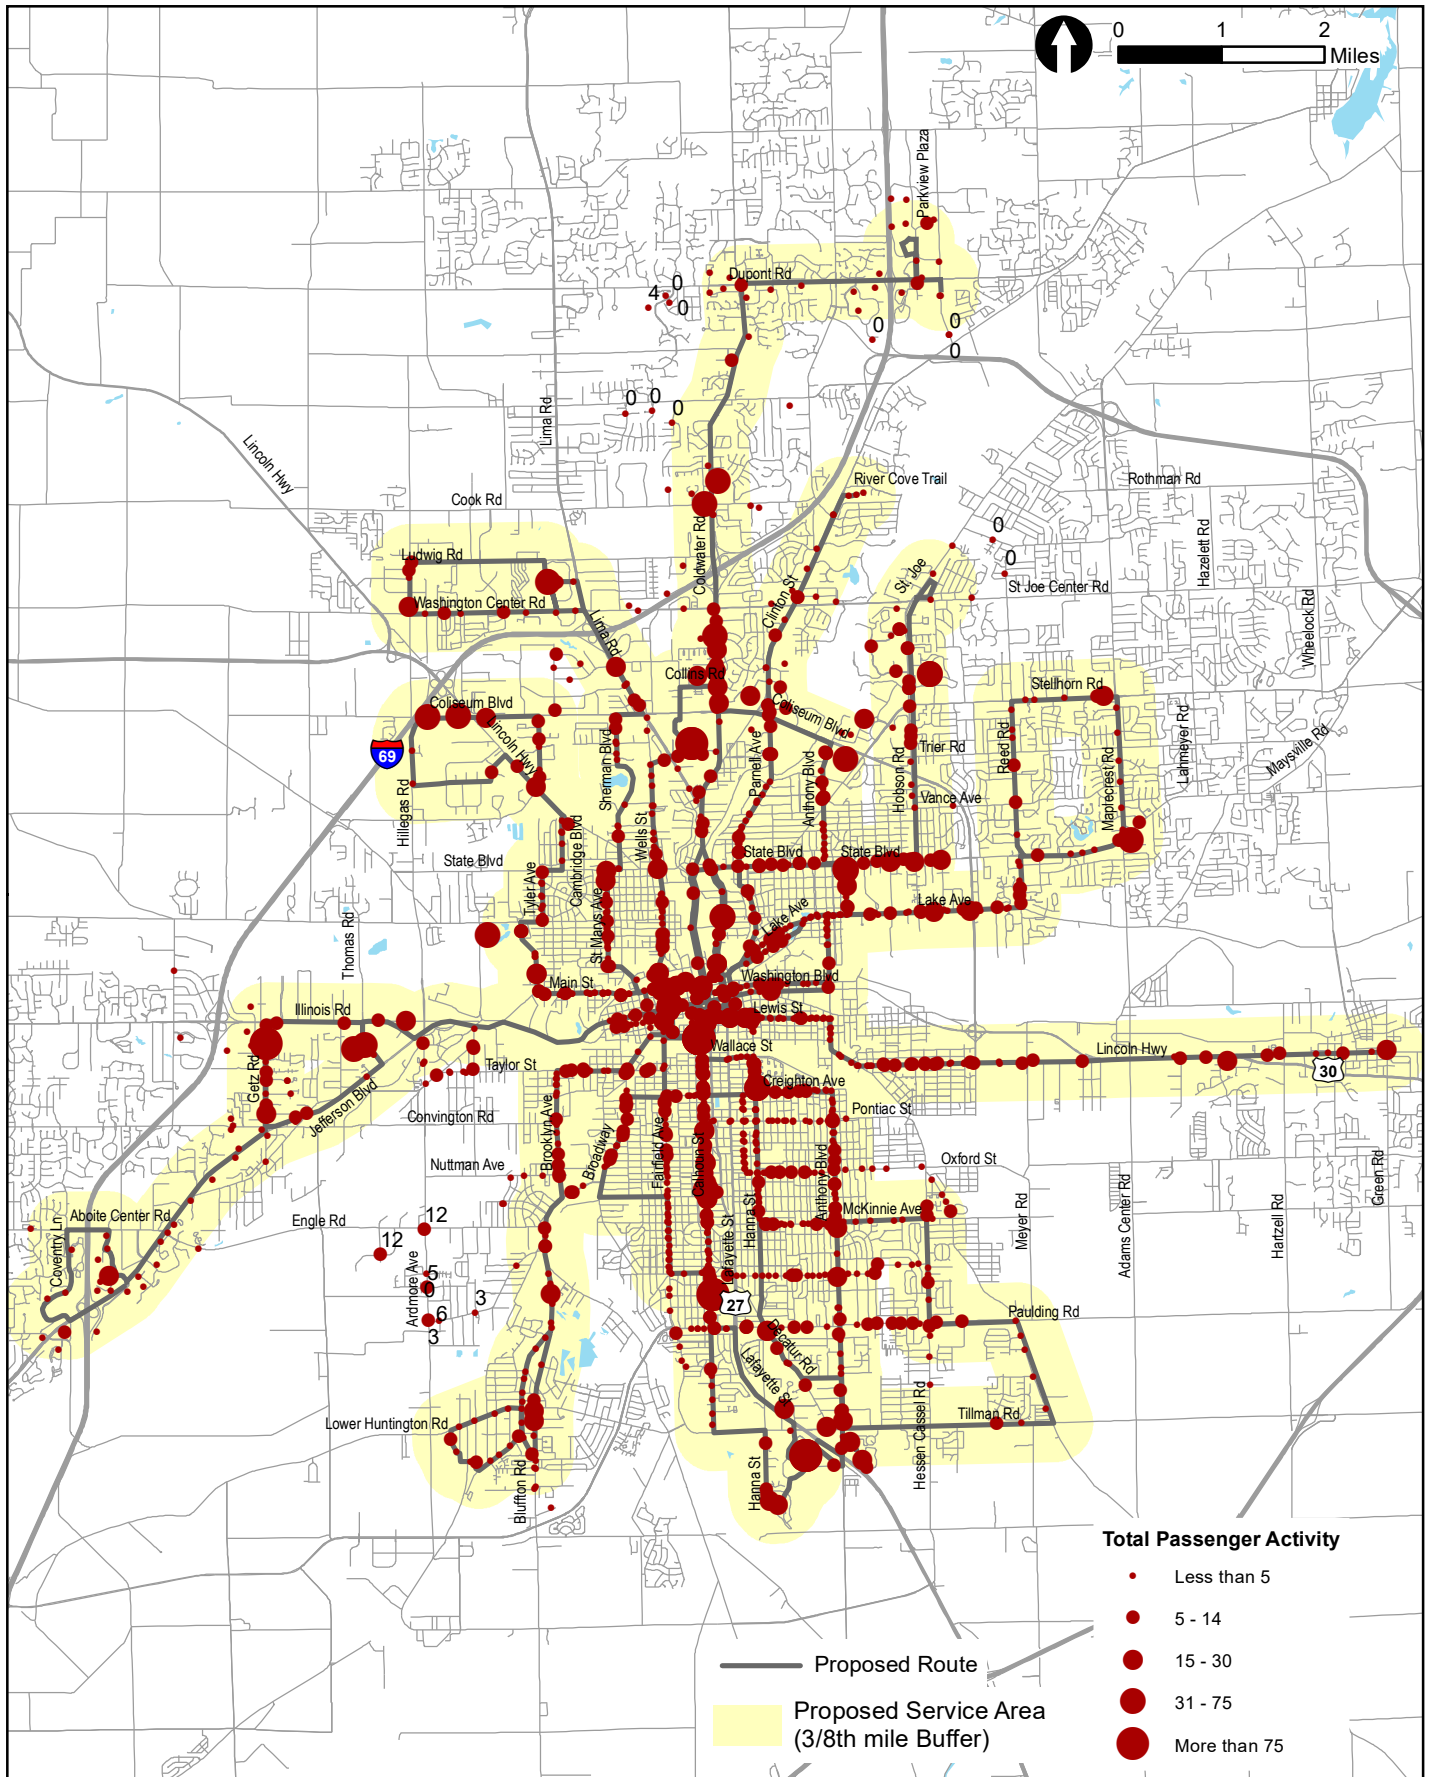 0 1 2
Miles
Parkview Plaza
Dupont Rd
0
4
0
0
0
0
Lima Rd
0 0 0
Lincoln Hwy
Cook Rd
River Cove Trail
Rothman Rd
Coldwater Rd
Hazelett Rd
0
0
Ludwig Rd
Washington Center Rd
Clinton St
St. Joe
St Joe Center Rd
Wheelock Rd
Lima Rd
Collins Rd
Stellhorn Rd
Coliseum Blvd
Coliseum Blvd
Lincoln Hwy
69
Sherman Blvd
Parnell Ave
Anthony Blvd
Hobson Rd
Trier Rd
Reed Rd
Maplecrest Rd
Lahmeyer Rd
Maysville Rd
Hillegas Rd
Vance Ave
Cambridge Blvd
Wells St
State Blvd
State Blvd
State Blvd
Tyler Ave
St Marys Ave
Lake Ave
Lake Ave
Thomas Rd
Main St
Washington Blvd
Illinois Rd
Lewis St
Wallace St
Lincoln Hwy
30
Getz Rd
Taylor St
Creighton Ave
Jefferson Blvd
Convington Rd
Pontiac St
Brooklyn Ave
Broadway
Fairfield Ave
Calhoun St
Nuttman Ave
Oxford St
Anthony Blvd
Hanna St
Lafayette St
McKinnie Ave
Meyer Rd
Adams Center Rd
Hartzell Rd
Green Rd
Aboite Center Rd
Coventry Ln
Engle Rd
12
12
Ardmore Ave
5
0
6
3
3
27
Paulding Rd
Decatur Rd
Lafayette St
Lower Huntington Rd
Bluffton Rd
Hanna St
Hessen Cassel Rd
Tillman Rd
Total Passenger Activity
Less than 5
5 - 14
15 - 30
31 - 75
More than 75
Proposed Route
Proposed Service Area
(3/8th mile Buffer)